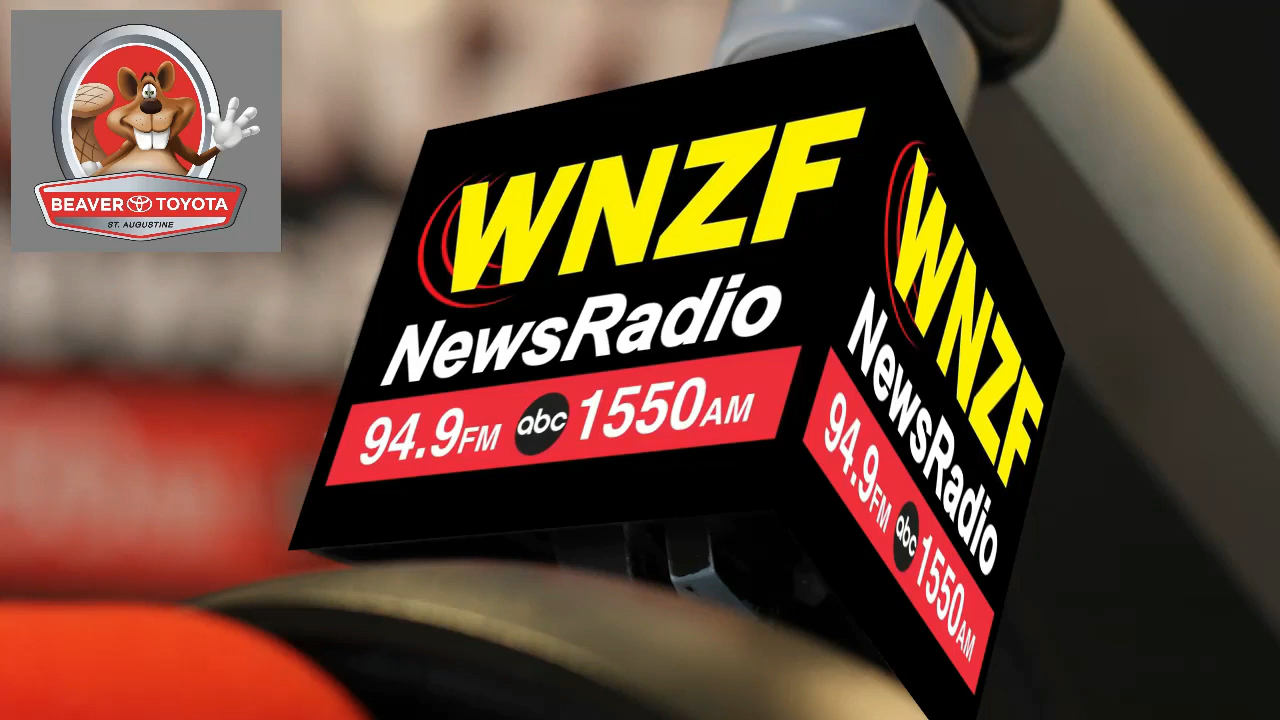 BEAVER TOYOTA
ST. AUGUSTINE
WNZF
NewsRadio
94.9FM abc 1550AM
WNZF
NewsRadio
94.9FM abc 1550AM